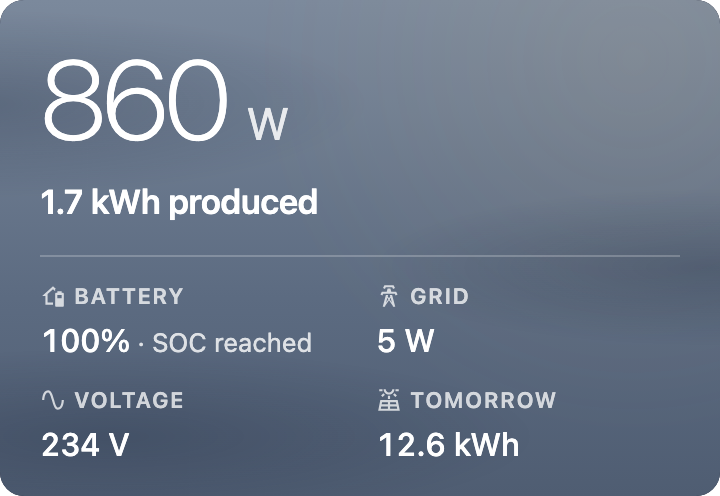 860 W
1.7 kWh produced
BATTERY
100% · SOC reached
GRID
5 W
VOLTAGE
234 V
TOMORROW
12.6 kWh